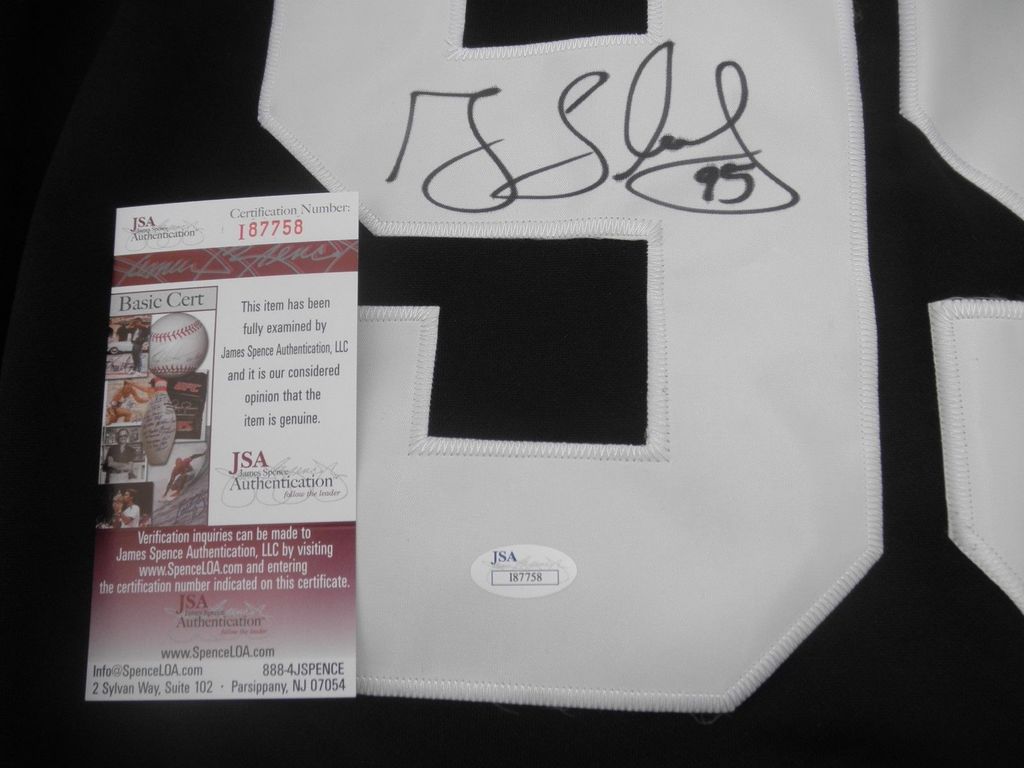 95
JSA
James Spence
Authentication
Certification Number:
I87758
James Spence
Basic Cert
This item has been
fully examined by
James Spence Authentication, LLC
and it is our considered
opinion that the
item is genuine.
JSA
James Spence
Authentication
follow the leader
Verification inquiries can be made to
James Spence Authentication, LLC by visiting
www.SpenceLOA.com and entering
the certification number indicated on this certificate.
JSA
James Spence
Authentication
follow the leader
www.SpenceLOA.com
Info@SpenceLOA.com 888-4JSPENCE
2 Sylvan Way, Suite 102 · Parsippany, NJ 07054
JSA
I87758